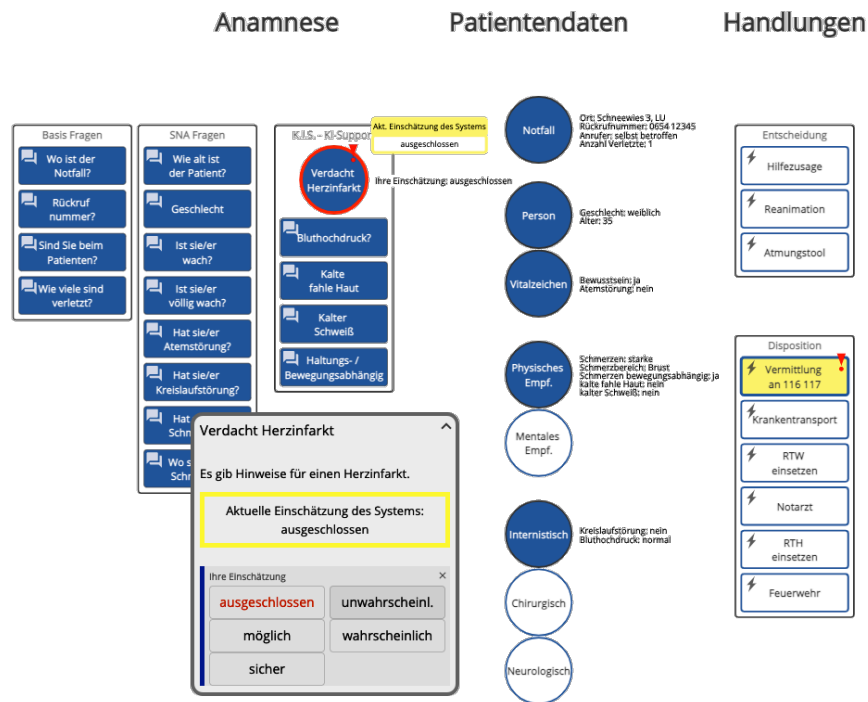 Anamnese
Patientendaten
Handlungen
Basis Fragen
Wo ist der
Notfall?
Rückruf
nummer?
Sind Sie beim
Patienten?
Wie viele sind
verletzt?
SNA Fragen
Wie alt ist
der Patient?
Geschlecht
Ist sie/er
wach?
Ist sie/er
völlig wach?
Hat sie/er
Atemstörung?
Hat sie/er
Kreislaufstörung?
Hat
Schm
Wo s
Schm
K.I.S. - KI-Suppor
Akt. Einschätzung des Systems
ausgeschlossen
Verdacht
Herzinfarkt
Ihre Einschätzung: ausgeschlossen
Bluthochdruck?
Kalte
fahle Haut
Kalter
Schweiß
Haltungs- /
Bewegungsabhängig
Verdacht Herzinfarkt
Es gib Hinweise für einen Herzinfarkt.
Aktuelle Einschätzung des Systems:
ausgeschlossen
Ihre Einschätzung
ausgeschlossen
unwahrscheinl.
möglich
wahrscheinlich
sicher
Notfall
Ort: Schneewies 3, LU
Rückrufnummer: 0654 12345
Anrufer: selbst betroffen
Anzahl Verletzte: 1
Person
Geschlecht: weiblich
Alter: 35
Vitalzeichen
Bewusstsein: ja
Atemstörung: nein
Physisches
Empf.
Schmerzen: starke
Schmerzbereich: Brust
Schmerzen bewegungsabhängig: ja
kalte fahle Haut: nein
kalter Schweiß: nein
Mentales
Empf.
Internistisch
Kreislaufstörung: nein
Bluthochdruck: normal
Chirurgisch
Neurologisch
Entscheidung
Hilfezusage
Reanimation
Atmungstool
Disposition
Vermittlung
an 116 117
Krankentransport
RTW
einsetzen
Notarzt
RTH
einsetzen
Feuerwehr